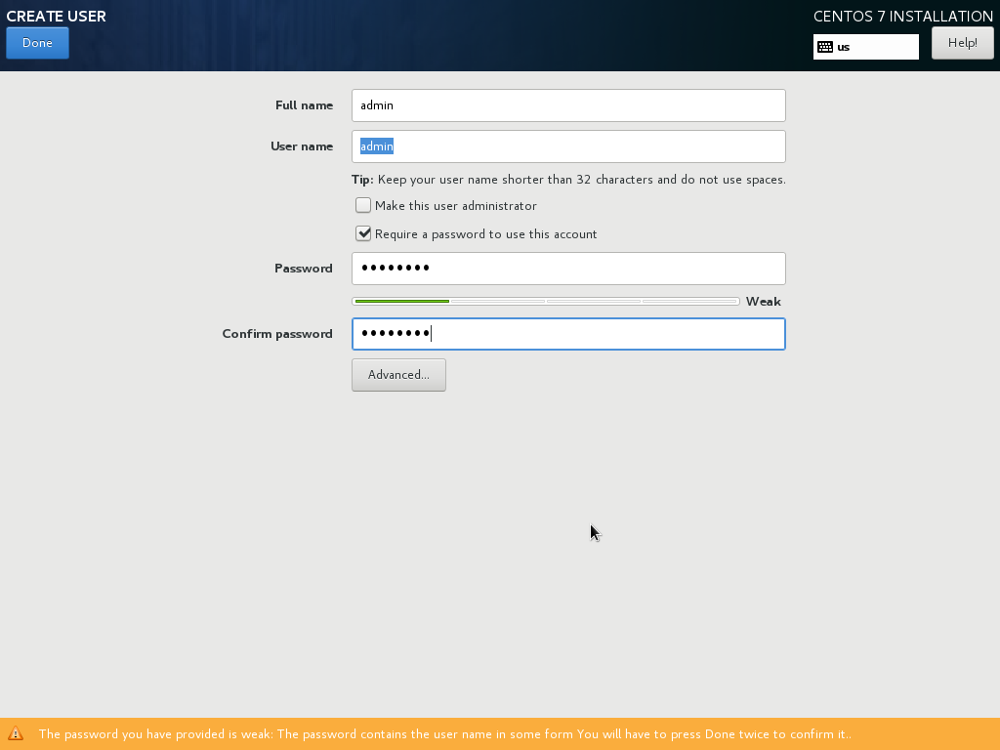 CREATE USER
CENTOS 7 INSTALLATION
Done
us
Help!
Full name
admin
User name
admin
Tip: Keep your user name shorter than 32 characters and do not use spaces.
Make this user administrator
Require a password to use this account
Password
••••••••
Weak
Confirm password
••••••••
Advanced...
The password you have provided is weak: The password contains the user name in some form You will have to press Done twice to confirm it..